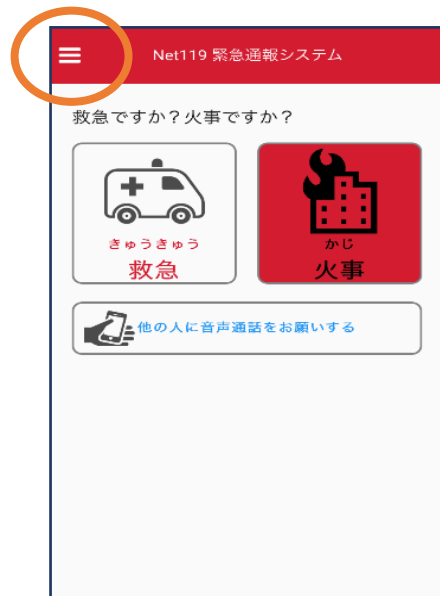 Net119 緊急通報システム
救急ですか？火事ですか？
きゅうきゅう
救急
かじ
火事
他の人に音声通話をお願いする